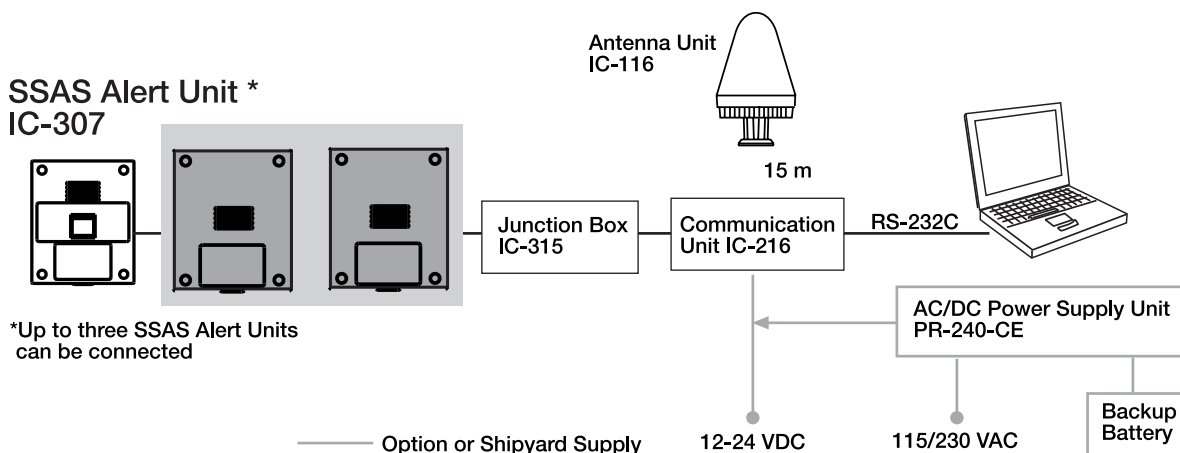 Antenna Unit
IC-116
SSAS Alert Unit *
IC-307
15 m
Junction Box
IC-315
Communication
Unit IC-216
RS-232C
*Up to three SSAS Alert Units
can be connected
AC/DC Power Supply Unit
PR-240-CE
Backup
Battery
Option or Shipyard Supply
12-24 VDC
115/230 VAC